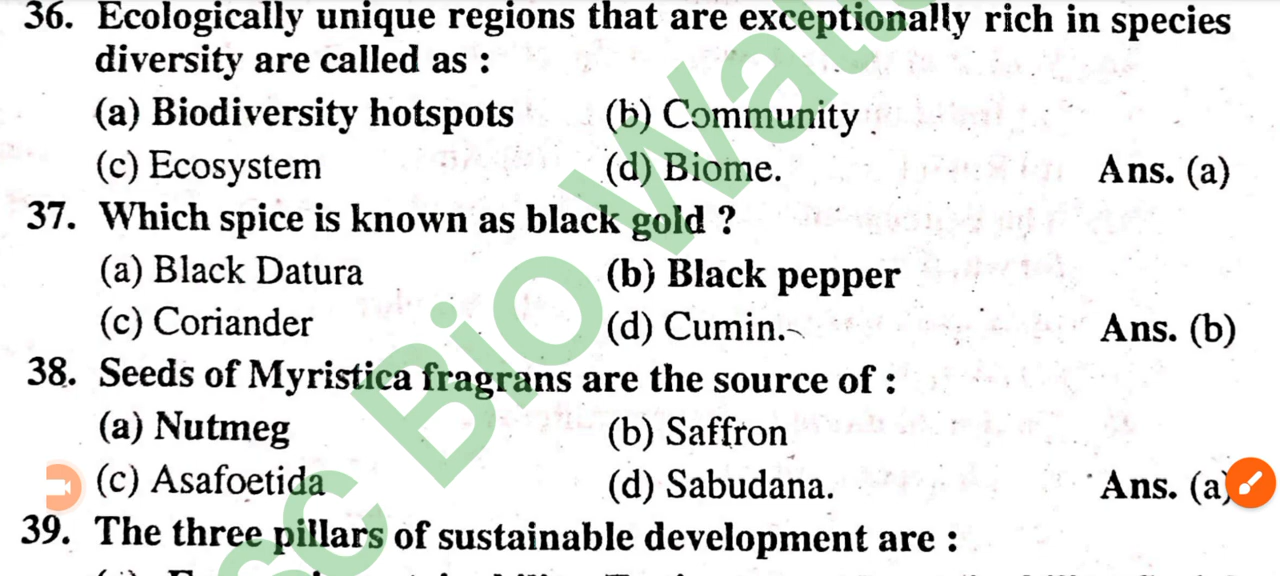 36. Ecologically unique regions that are exceptionally rich in species
diversity are called as :
(a) Biodiversity hotspots (b) Community
(c) Ecosystem (d) Biome. Ans. (a)
37. Which spice is known as black gold ?
(a) Black Datura (b) Black pepper
(c) Coriander (d) Cumin. Ans. (b)
38. Seeds of Myristica fragrans are the source of :
(a) Nutmeg (b) Saffron
(c) Asafoetida (d) Sabudana. Ans. (a)
39. The three pillars of sustainable development are :
sc Bio Wal